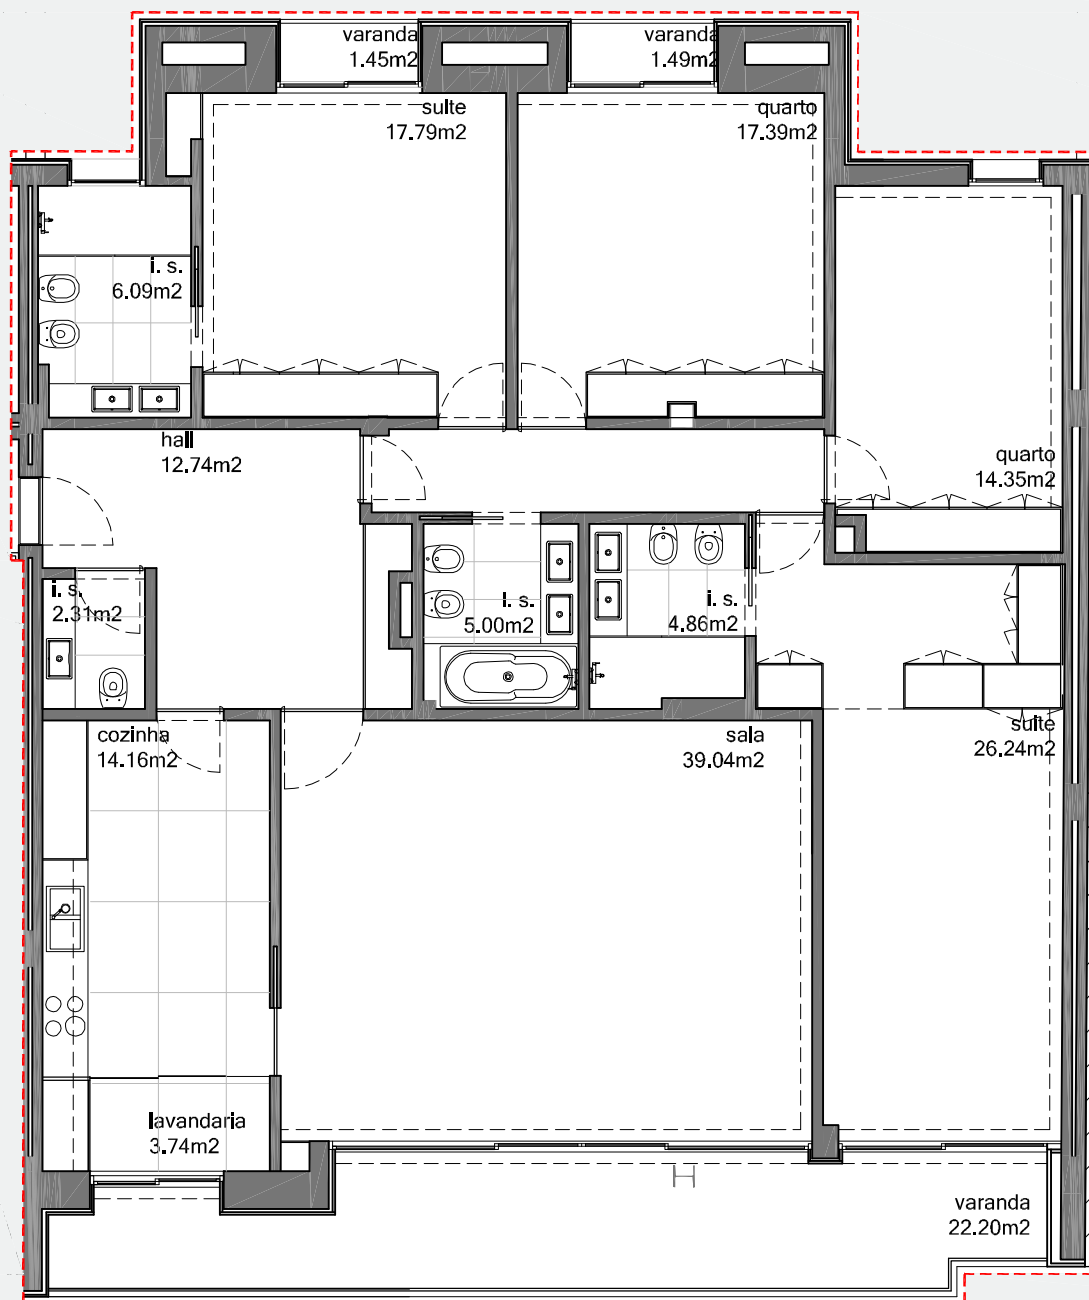 varanda
1.45m2
varanda
1.49m2
suite
17.79m2
quarto
17.39m2
i. s.
6.09m2
hall
12.74m2
quarto
14.35m2
i. s.
2.31m2
i. s.
5.00m2
i. s.
4.86m2
cozinha
14.16m2
sala
39.04m2
suite
26.24m2
lavandaria
3.74m2
varanda
22.20m2